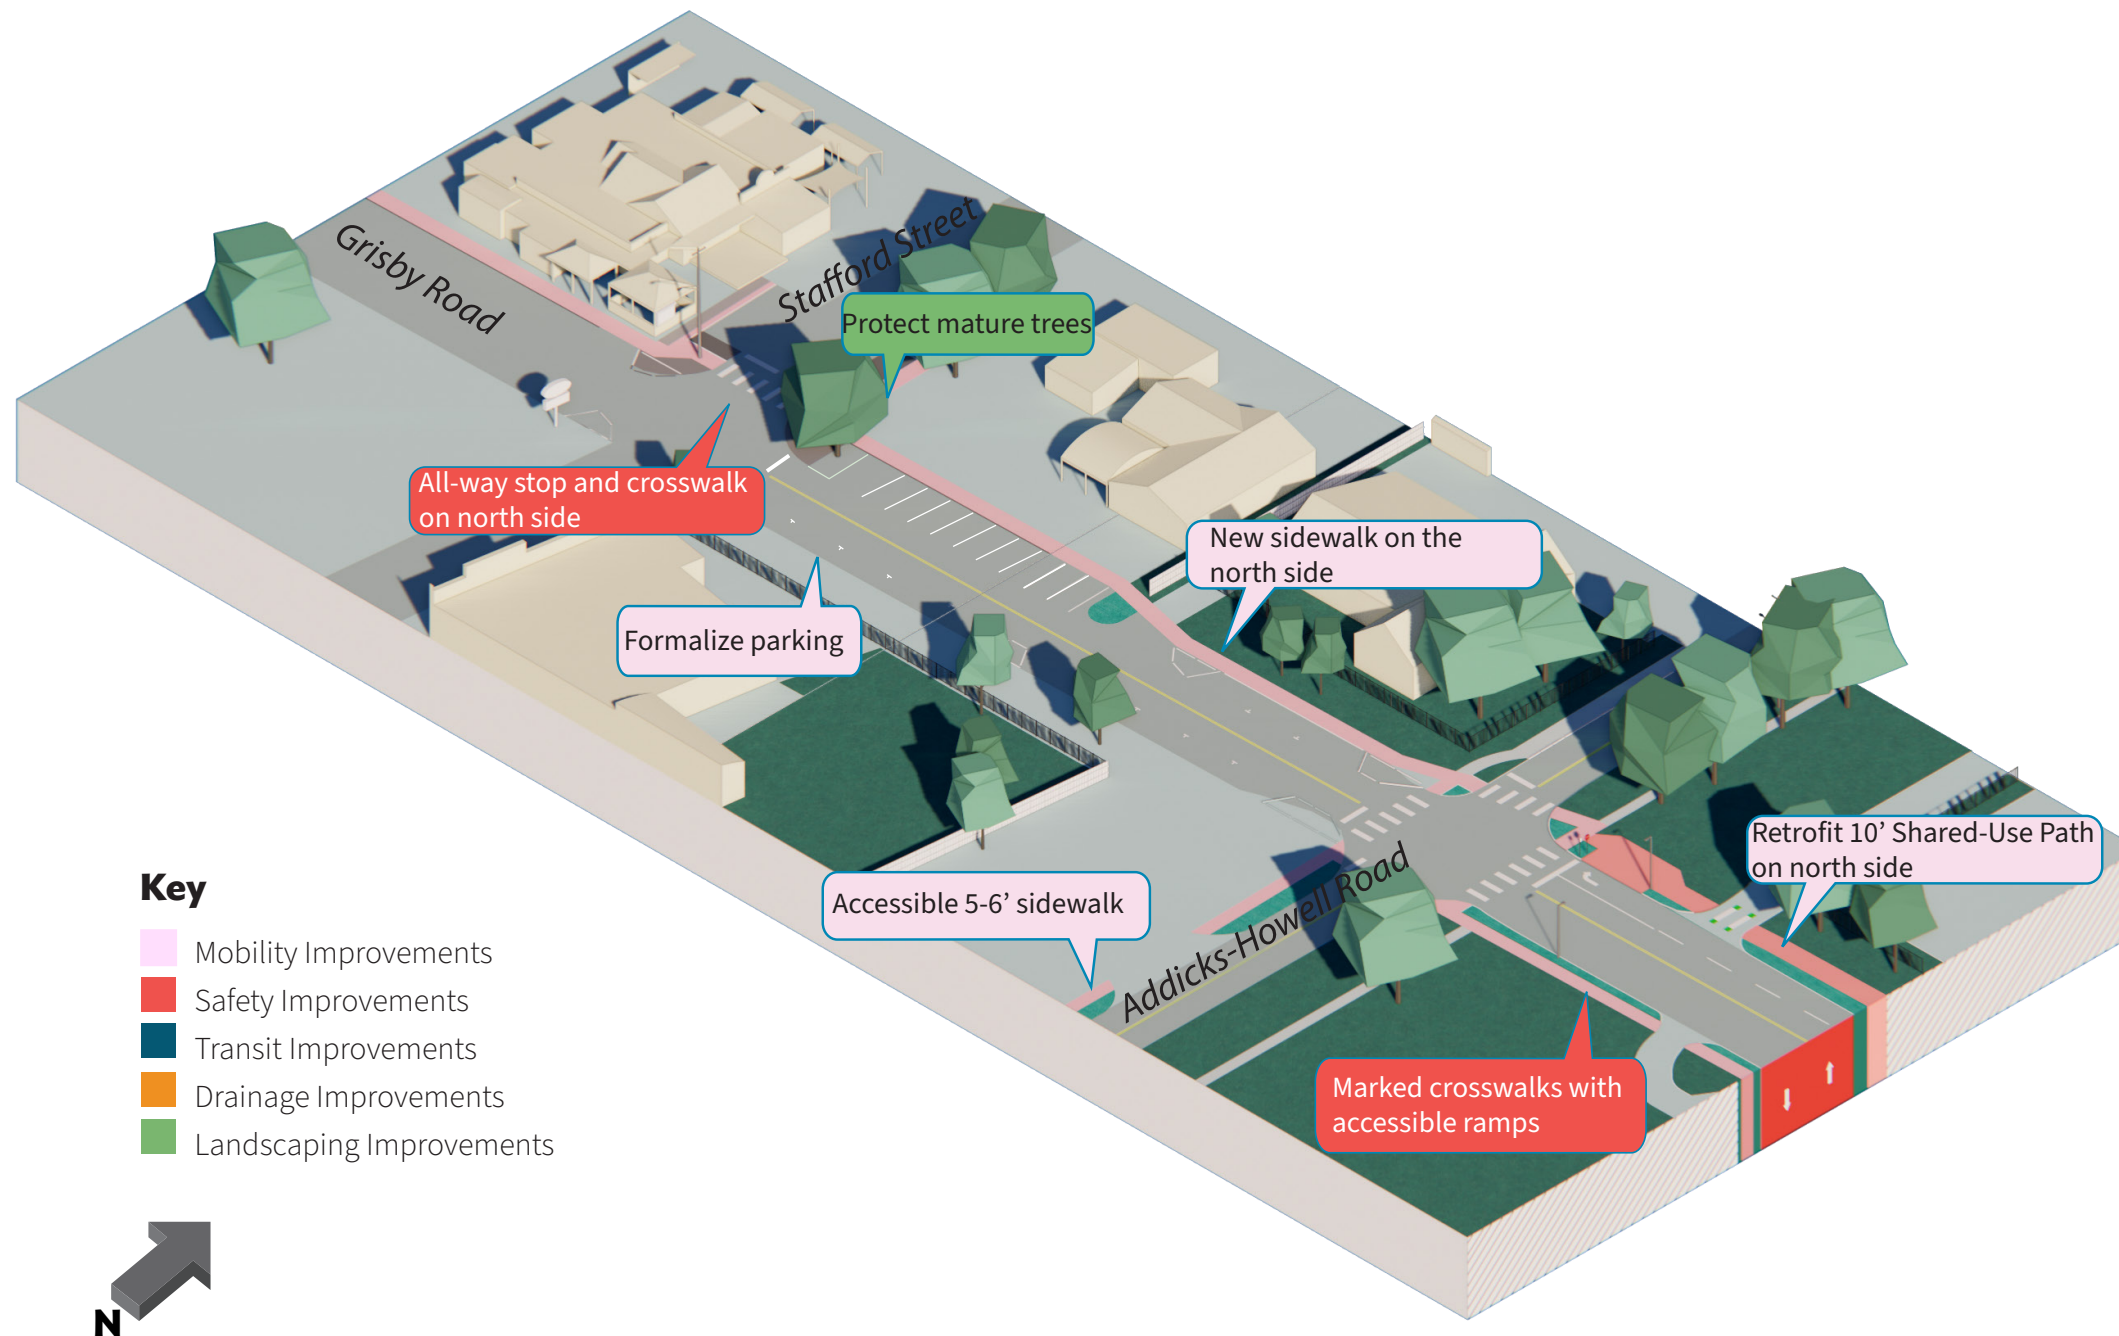 Grisby Road
Stafford Street
Protect mature trees
All-way stop and crosswalk
on north side
New sidewalk on the
north side
Formalize parking
Retrofit 10’ Shared-Use Path
on north side
Accessible 5-6’ sidewalk
Addicks-Howell Road
Marked crosswalks with
accessible ramps
Key
Mobility Improvements
Safety Improvements
Transit Improvements
Drainage Improvements
Landscaping Improvements
N